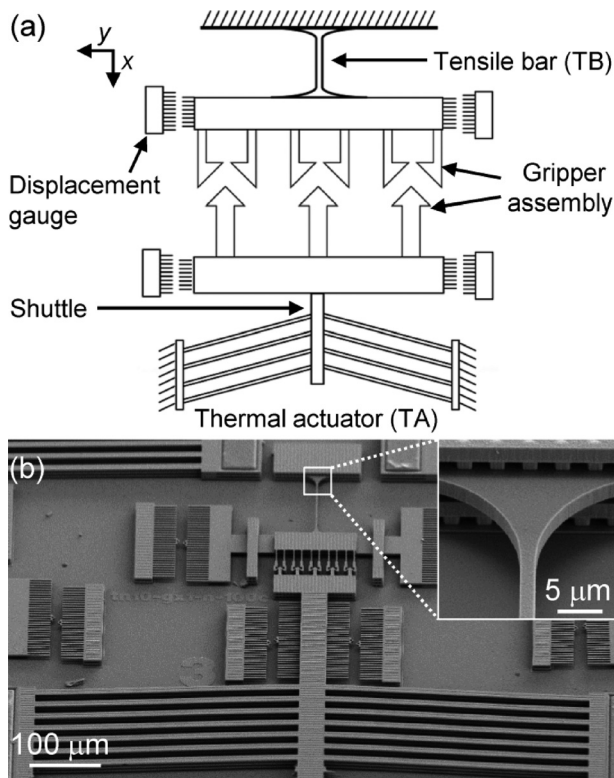 (a)
y
x
Tensile bar (TB)
Displacement
gauge
Gripper
assembly
Shuttle
Thermal actuator (TA)
(b)
5 μm
100 μm